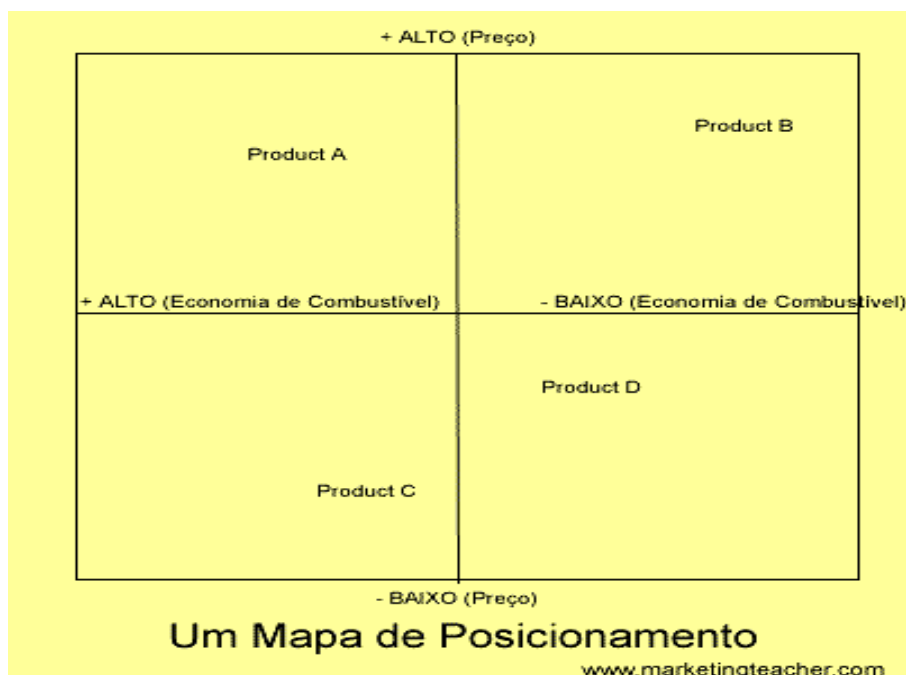 + ALTO (Preço)
Product B
Product A
+ ALTO (Economia de Combustível)
- BAIXO (Economia de Combustível)
Product D
Product C
- BAIXO (Preço)
Um Mapa de Posicionamento
www.marketingteacher.com